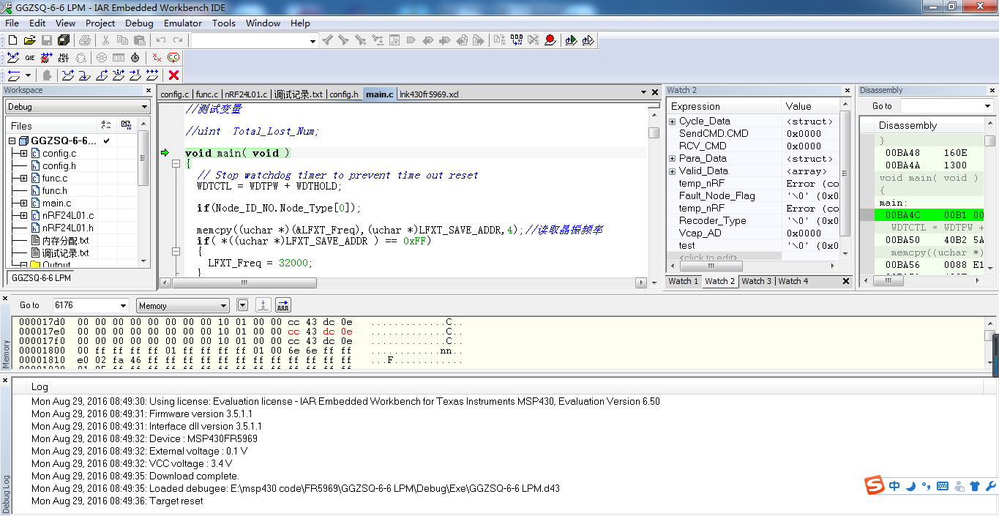 GGZSQ-6-6 LPM - IAR Embedded Workbench IDE
File Edit View Project Debug Emulator Tools Window Help
GIE
Workspace
Debug
Files
GGZSQ-6-6...
config.c
config.h
func.c
func.h
main.c
nRF24L01.c
nRF24L01.h
内存分配.txt
调试记录.txt
Output
GGZSQ-6-6 LPM
config.c | func.c | nRF24L01.c | 调试记录.txt | config.h | main.c | lnk430fr5969.xcl
//测试变量
//uint  Total_Lost_Num;
void main( void )
{
// Stop watchdog timer to prevent time out reset
WDTCTL = WDTPW + WDTHOLD;
if(Node_ID_NO.Node_Type[0]);
memcpy((uchar *)(&LFXT_Freq),(uchar *)LFXT_SAVE_ADDR,4);//读取晶振频率
if( *((uchar *)LFXT_SAVE_ADDR ) == 0xFF)
{
LFXT_Freq = 32000;
}
Watch 2
Expression Value
Cycle_Data <struct>
SendCMD.CMD 0x0000
RCV_CMD 0x0000
Para_Data <struct>
Valid_Data <array>
temp_nRF Error (co
Fault_Node_Flag '\0' (0x0
temp_nRF Error (co
Recoder_Type '\0' (0x0
Vcap_AD 0x0000
test '\0' (0x0
<click to edit>
Watch 1 Watch 2 Watch 3 Watch 4
Disassembly
Go to
Disassembly
}
00BA48 160E
00BA4A 1300
void main( void )
{
main:
00BA4C 00B1 00
WDTCTL = WDTPW +
00BA50 40B2 5A
memcpy((uchar *)
00BA56 0088 E1
Go to 6176 Memory
Memory
000017d0 00 00 00 00 00 00 00 00 10 01 00 00 cc 43 dc 0e .............C..
000017e0 00 00 00 00 00 00 00 00 10 01 00 00 cc 43 dc 0e .............C..
000017f0 00 00 00 00 00 00 00 00 10 01 00 00 cc 43 dc 0e .............C..
00001800 00 ff ff ff ff 01 ff ff ff ff 01 00 6e 6e ff ff ............nn..
00001810 e0 02 fa 46 ff ff ff ff ff ff ff ff ff ff ff ff ...F............
Log
Mon Aug 29, 2016 08:49:30: Using license: Evaluation license - IAR Embedded Workbench for Texas Instruments MSP430, Evaluation Version 6.50
Mon Aug 29, 2016 08:49:31: Firmware version 3.5.1.1
Mon Aug 29, 2016 08:49:31: Interface dll version 3.5.1.1
Mon Aug 29, 2016 08:49:32: Device : MSP430FR5969
Mon Aug 29, 2016 08:49:32: External voltage : 0.1 V
Mon Aug 29, 2016 08:49:32: VCC voltage : 3.4 V
Mon Aug 29, 2016 08:49:35: Download complete.
Mon Aug 29, 2016 08:49:35: Loaded debugee: E:\msp430 code\FR5969\GGZSQ-6-6 LPM\Debug\Exe\GGZSQ-6-6 LPM.d43
Mon Aug 29, 2016 08:49:36: Target reset
Debug Log
中